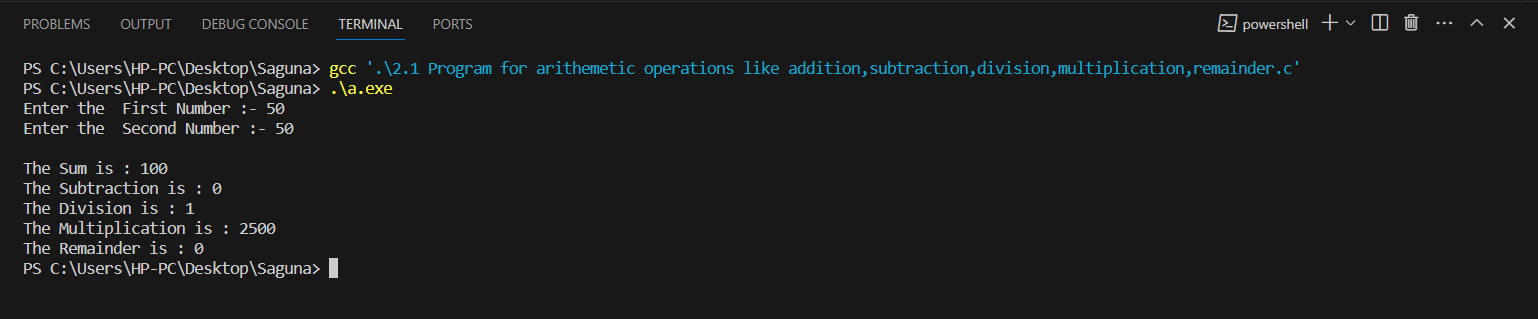 PROBLEMS OUTPUT DEBUG CONSOLE TERMINAL PORTS powershell
PS C:\Users\HP-PC\Desktop\Saguna> gcc '.\2.1 Program for arithemetic operations like addition,subtraction,division,multiplication,remainder.c'
PS C:\Users\HP-PC\Desktop\Saguna> .\a.exe
Enter the  First Number :- 50
Enter the  Second Number :- 50
The Sum is : 100
The Subtraction is : 0
The Division is : 1
The Multiplication is : 2500
The Remainder is : 0
PS C:\Users\HP-PC\Desktop\Saguna>